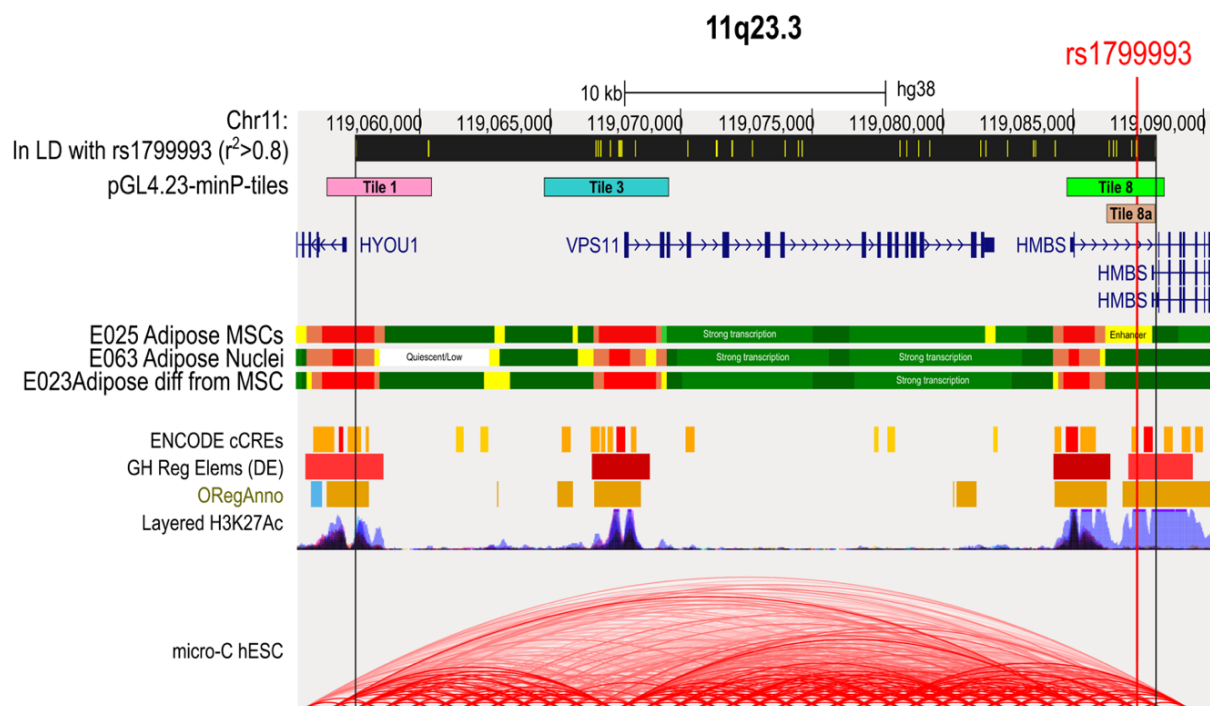 11q23.3
rs1799993
10 kb hg38
Chr11: 119,060,000 119,065,000 119,070,000 119,075,000 119,080,000 119,085,000 119,090,000
In LD with rs1799993 (r²>0.8)
pGL4.23-minP-tiles Tile 1 Tile 3 Tile 8
Tile 8a
HYOU1 VPS11 HMBS
HMBS
HMBS
E025 Adipose MSCs Strong transcription Enhancer
E063 Adipose Nuclei Quiescent/Low Strong transcription Strong transcription
E023Adipose diff from MSC Strong transcription
ENCODE cCREs
GH Reg Elems (DE)
ORegAnno
Layered H3K27Ac
micro-C hESC